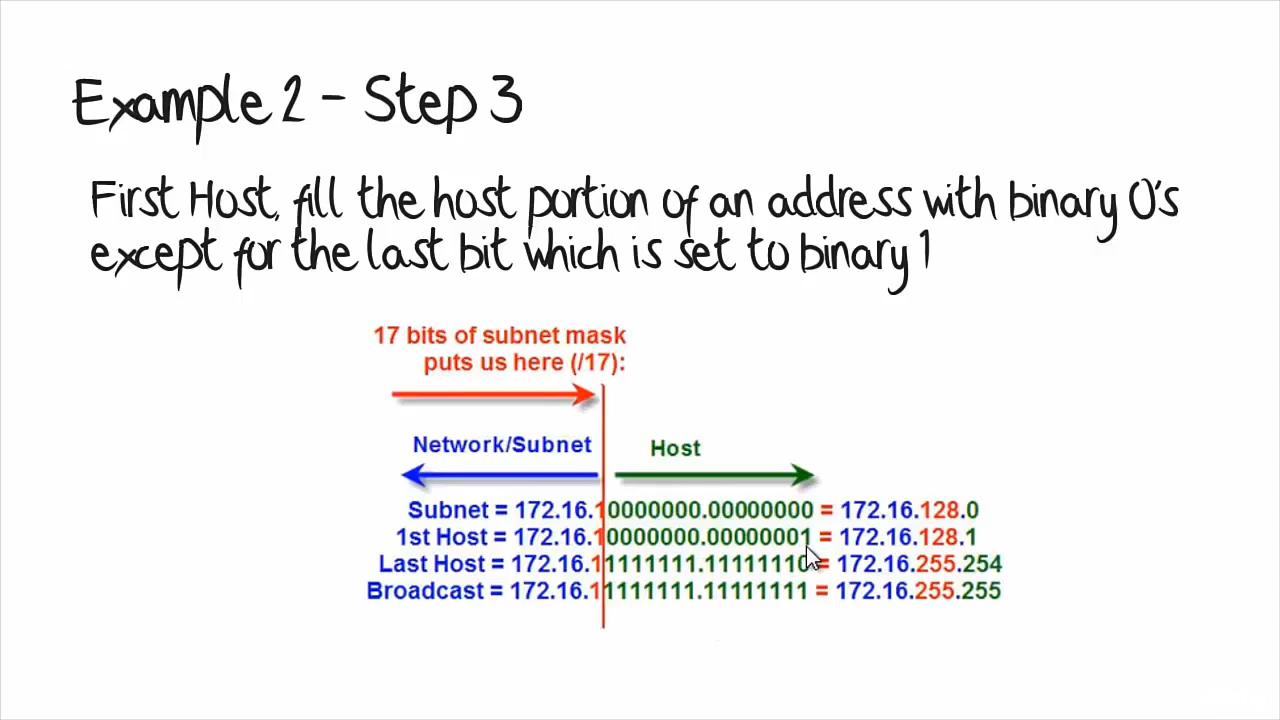 Example 2 - Step 3
First Host, fill the host portion of an address with binary 0's
except for the last bit which is set to binary 1
17 bits of subnet mask
puts us here (/17):
Network/Subnet
Host
Subnet = 172.16.10000000.00000000 = 172.16.128.0
1st Host = 172.16.10000000.00000001 = 172.16.128.1
Last Host = 172.16.11111111.11111110 = 172.16.255.254
Broadcast = 172.16.11111111.11111111 = 172.16.255.255